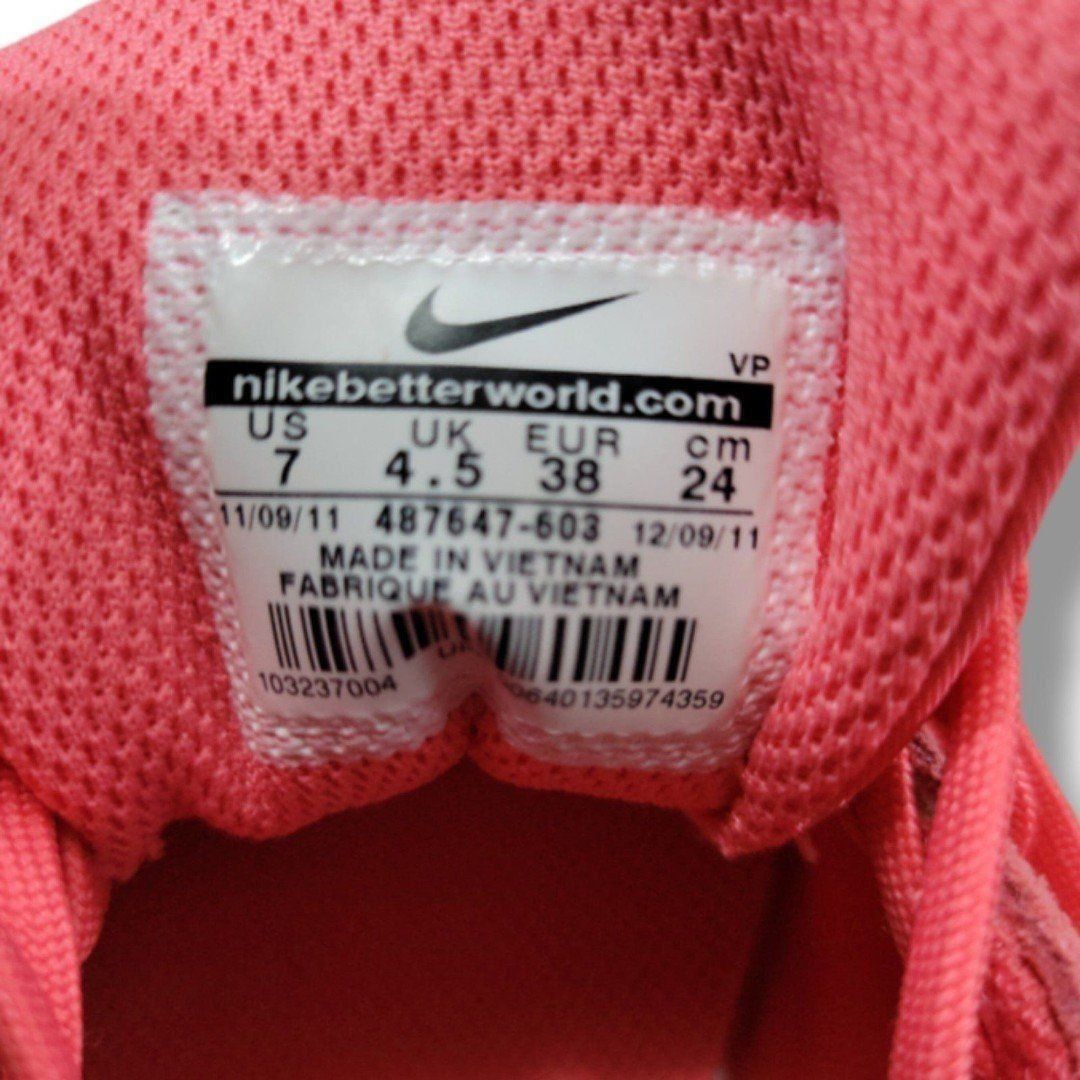 VP
nikebetterworld.com
US UK EUR cm
7 4.5 38 24
11/09/11 487647-603 12/09/11
MADE IN VIETNAM
FABRIQUE AU VIETNAM
103237004 640135974359